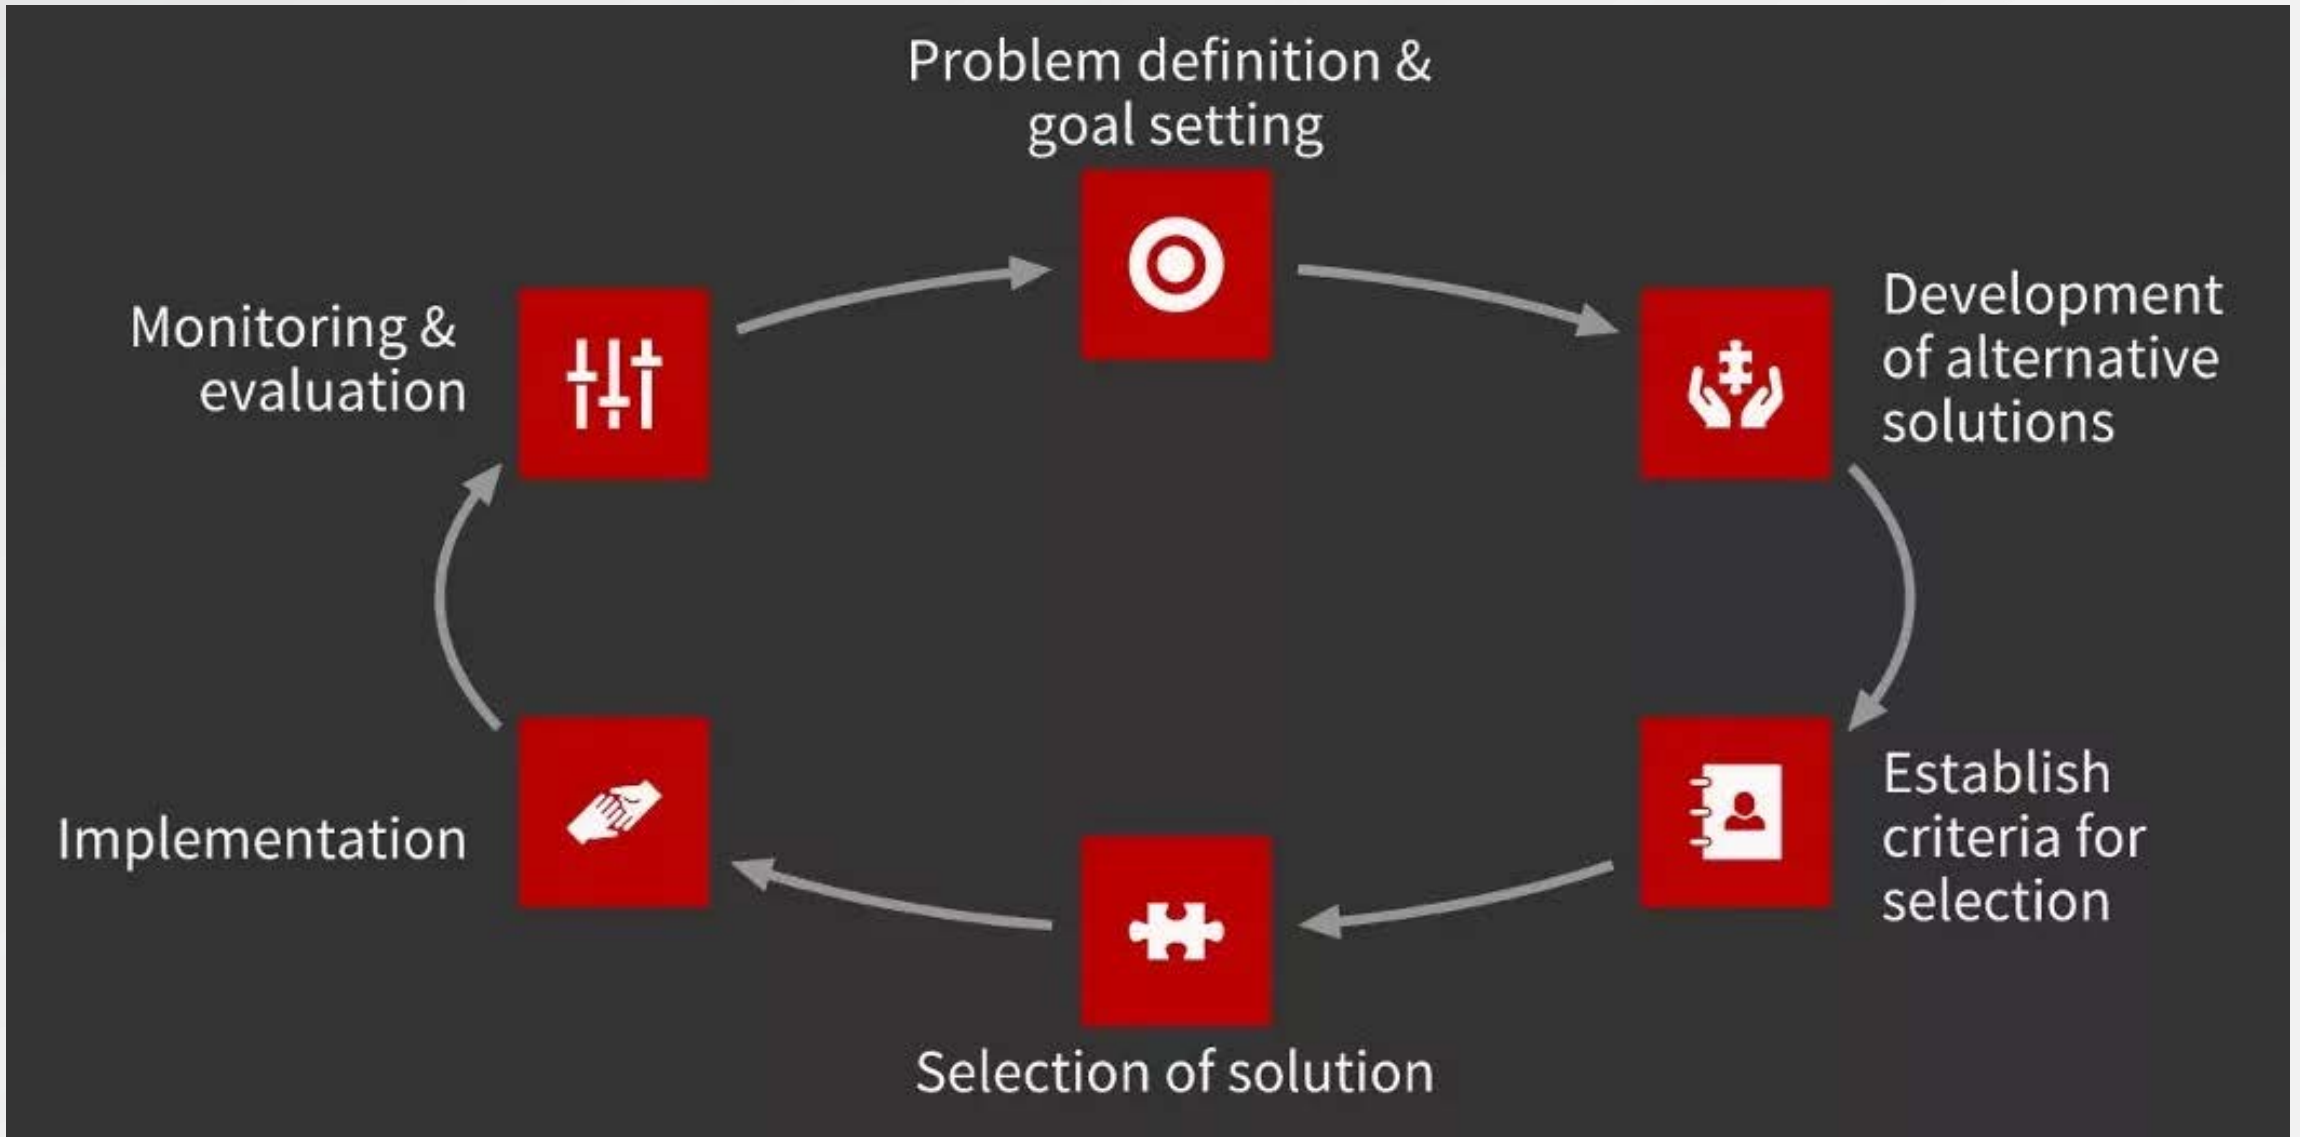 Problem definition &
goal setting
Development
of alternative
solutions
Establish
criteria for
selection
Selection of solution
Implementation
Monitoring &
evaluation